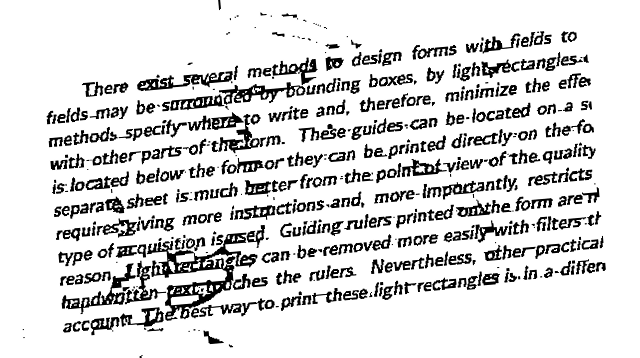 There exist several methods to design forms with fields to
fields may be surrounded by bounding boxes, by light rectangles
methods specify where to write and, therefore, minimize the effe
with other parts of the form. These guides can be located on a s
is located below the form or they can be printed directly on the fo
separate sheet is much better from the point of view of the quality
requires giving more instructions and, more importantly, restricts
type of acquisition is used. Guiding rulers printed on the form are
reason. Light rectangles can be removed more easily with filters th
handwritten text touches the rulers. Nevertheless, other practical
account: The best way to print these light rectangles is in a differen